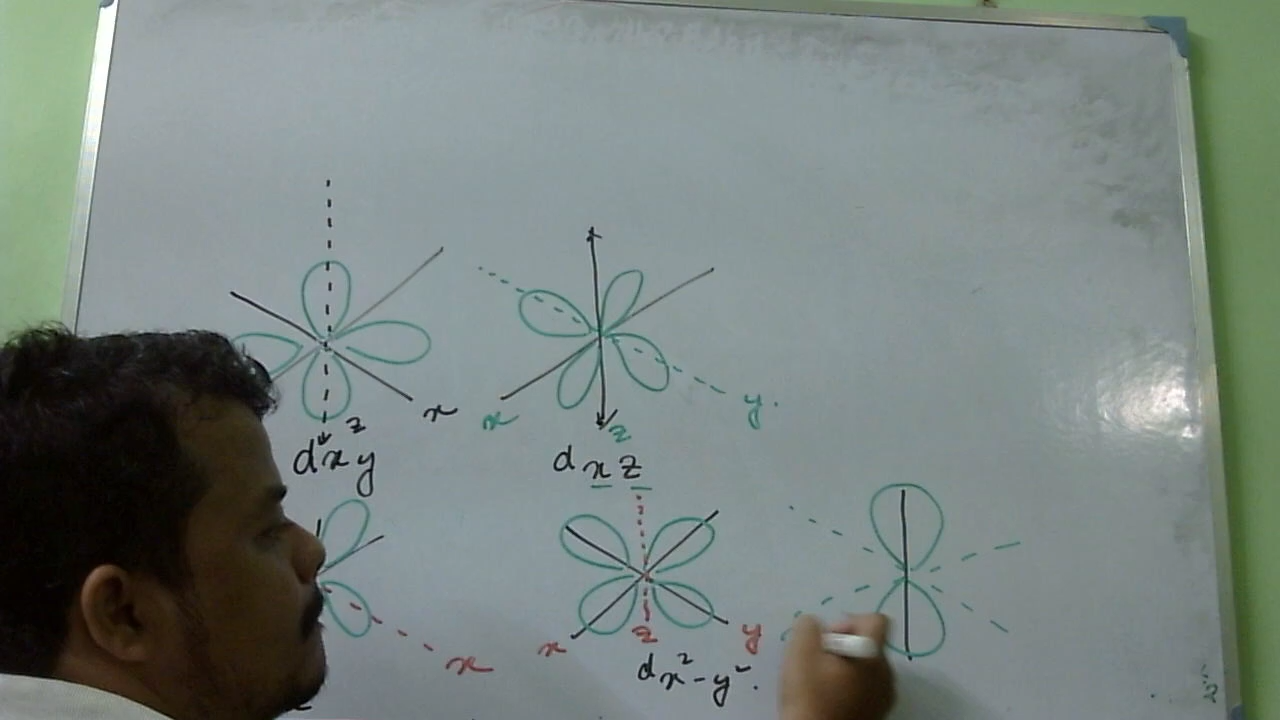 z x
dxy
x z y.
dxz
x
x z y
dx²-y².